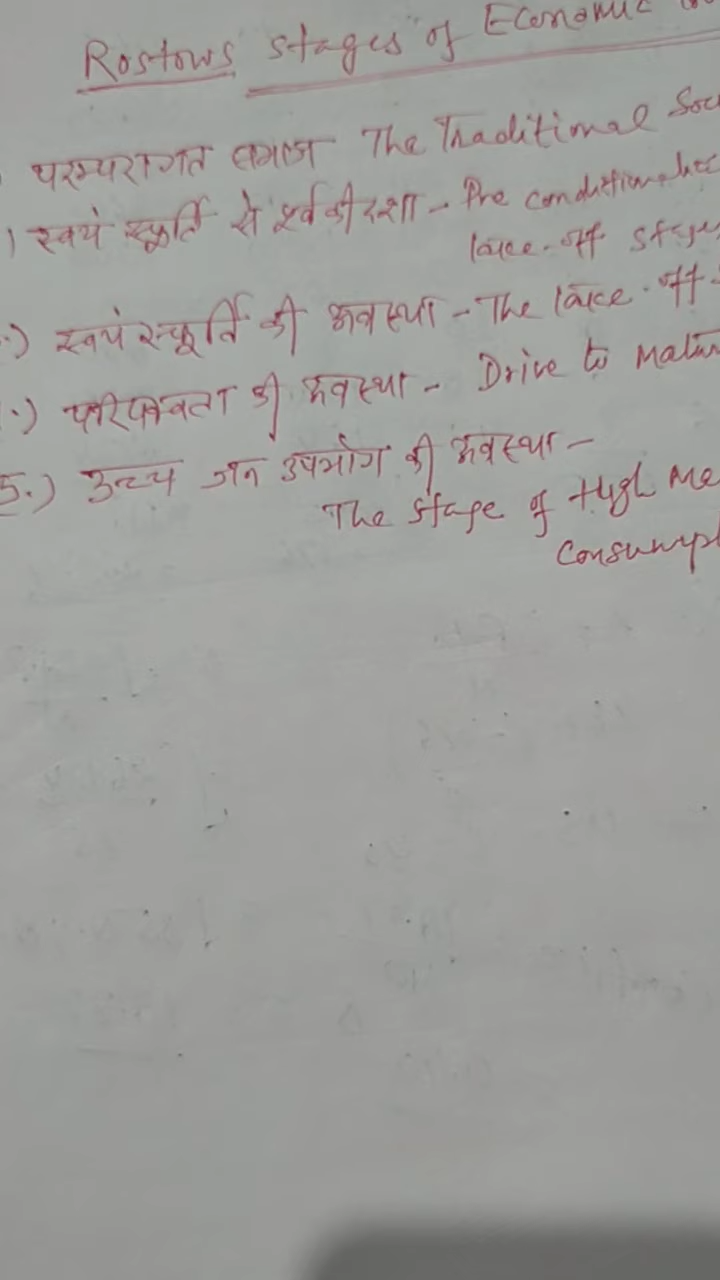 Rostows stages of Economic
परम्परागत समाज The Traditional Soc
) स्वयं स्फूर्ति से पूर्व की दशा - Pre condition
take-off stage
.) स्वयं स्फूर्ति की अवस्था - The take-off
.) परिपक्वता की अवस्था - Drive to Matur
5.) उच्च जन उपभोग की अवस्था -
The stage of High Ma
Consumpt